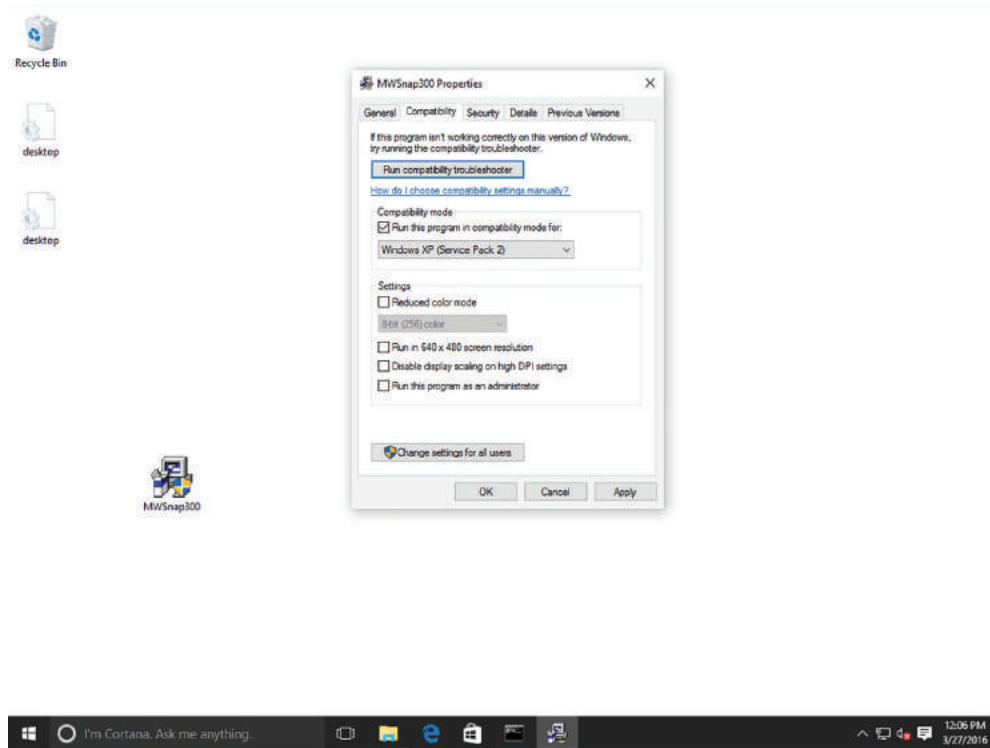 Recycle Bin
desktop
desktop
MWSnap300
MWSnap300 Properties
General Compatibility Security Details Previous Versions
If this program isn't working correctly on this version of Windows,
try running the compatibility troubleshooter.
Run compatibility troubleshooter
How do I choose compatibility settings manually?
Compatibility mode
Run this program in compatibility mode for:
Windows XP (Service Pack 2)
Settings
Reduced color mode
8-bit (256) color
Run in 640 x 480 screen resolution
Disable display scaling on high DPI settings
Run this program as an administrator
Change settings for all users
OK Cancel Apply
I'm Cortana. Ask me anything.
12:06 PM
3/27/2016